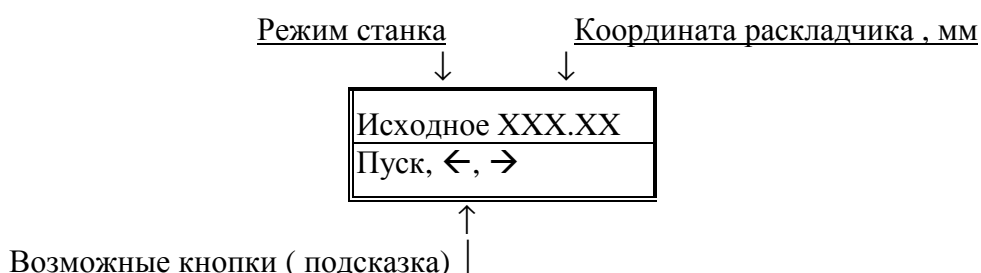 Режим станка Координата раскладчика , мм
↓ ↓
Исходное XXX.XX
Пуск, ←, →
↑
Возможные кнопки ( подсказка)